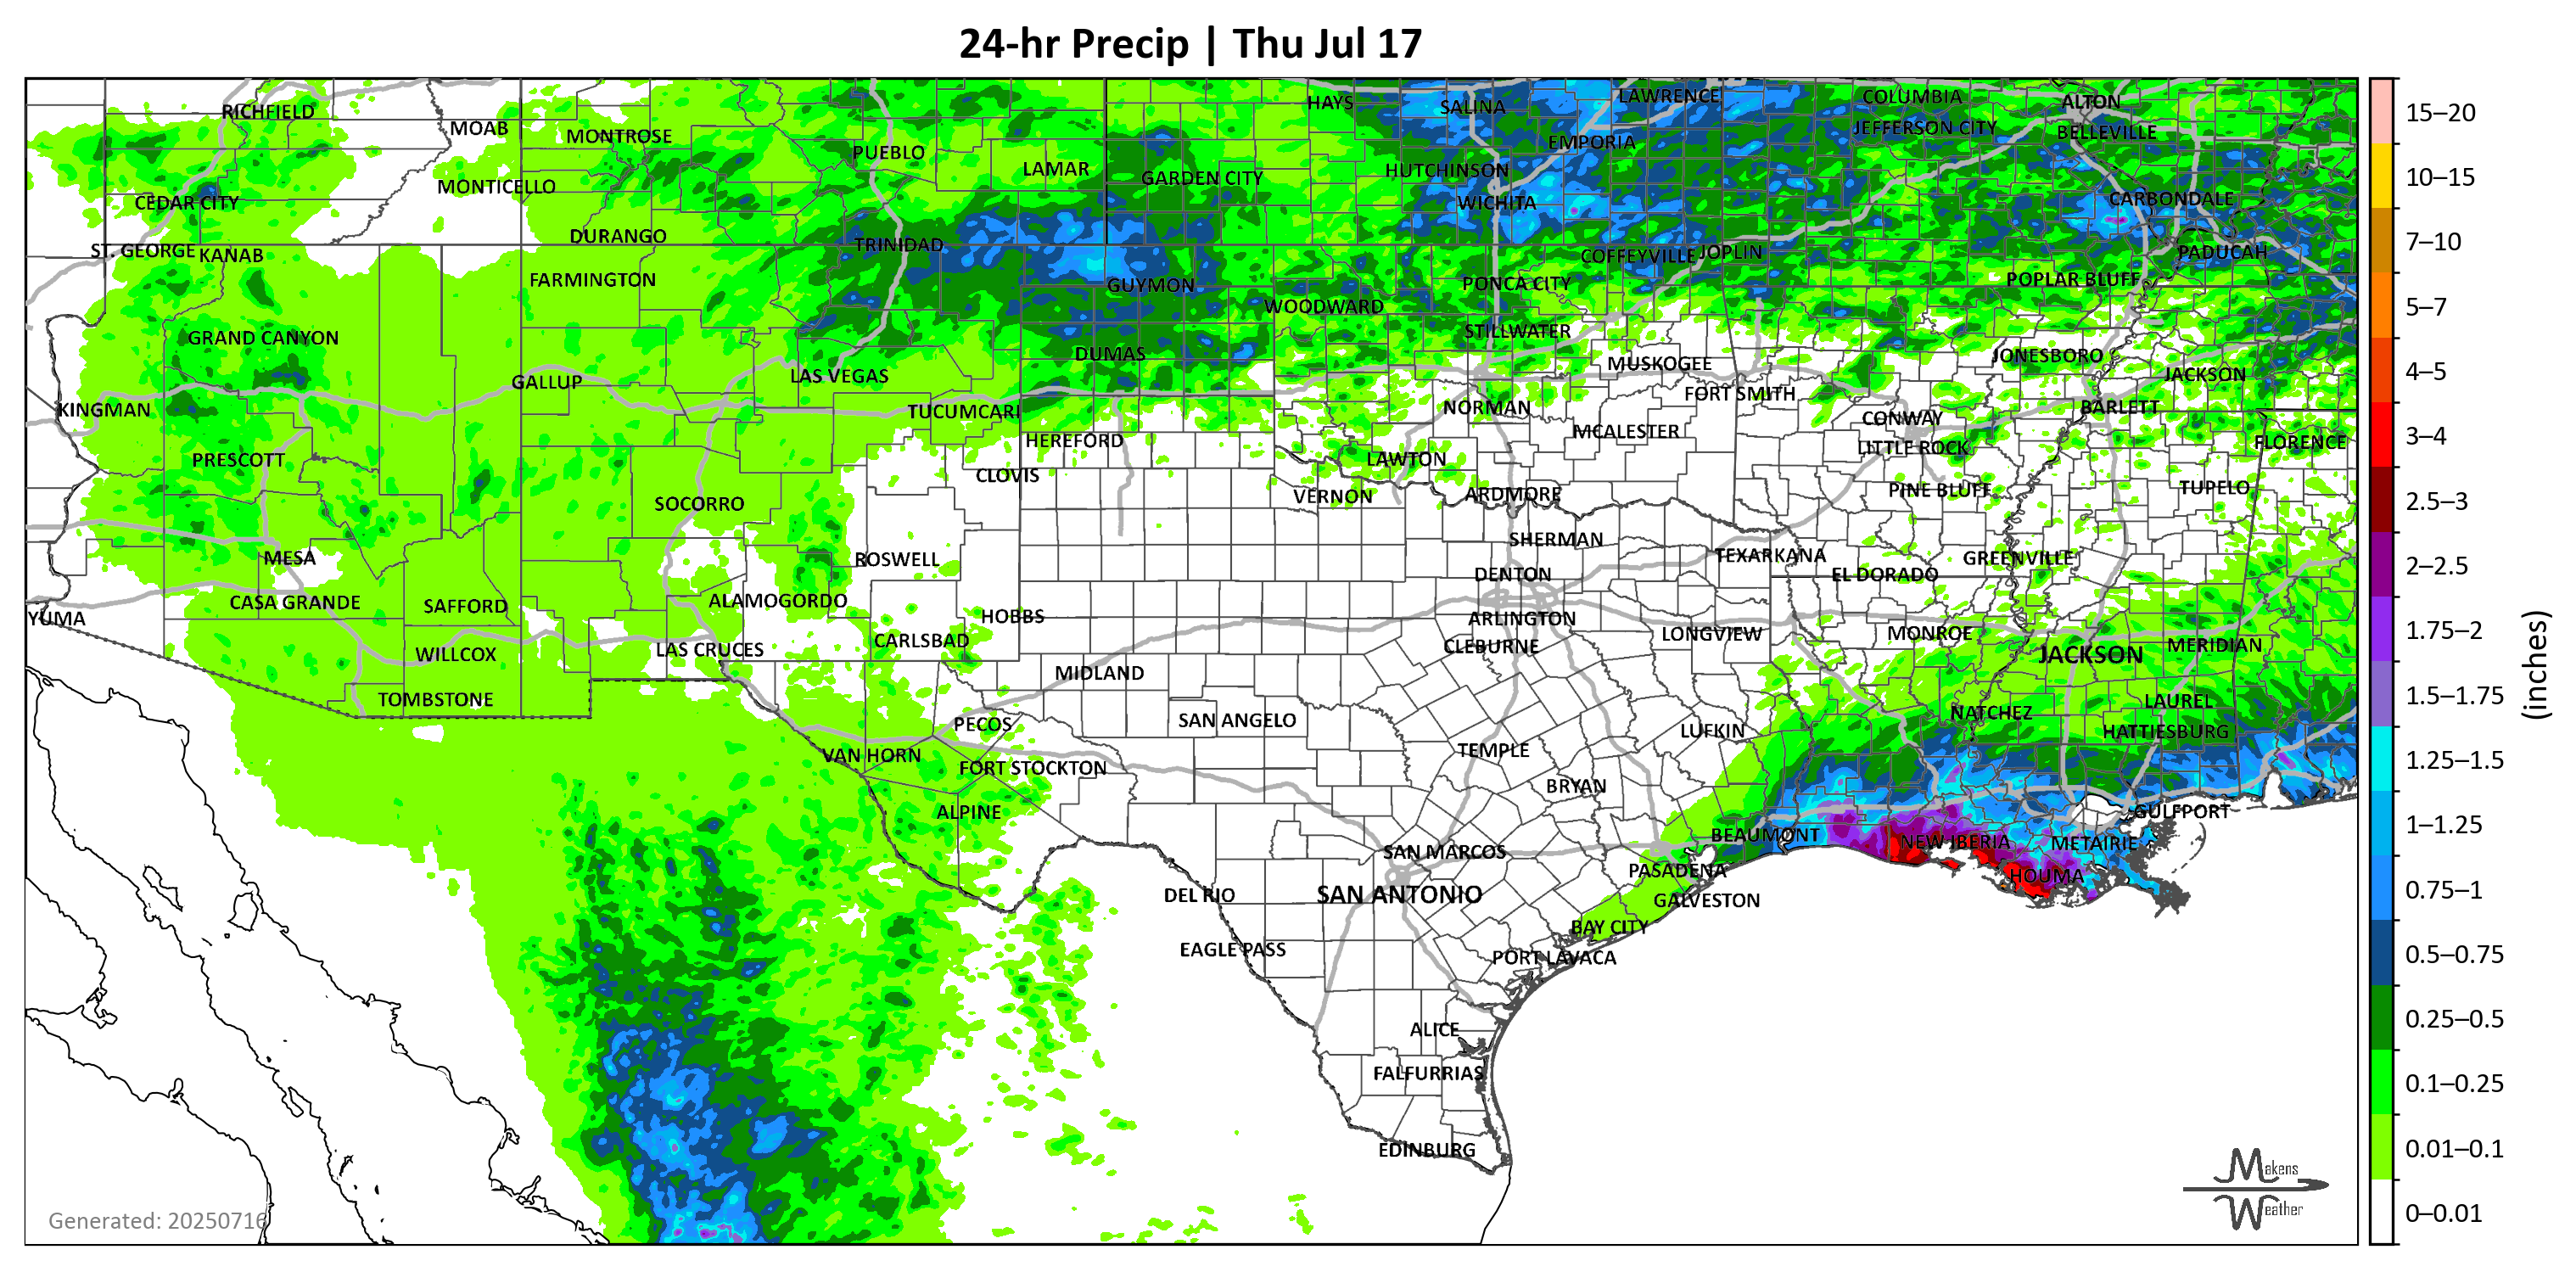 24-hr Precip | Thu Jul 17
RICHFIELD
MOAB
MONTROSE
PUEBLO
LAMAR
GARDEN CITY
HAYS
SALINA
LAWRENCE
EMPORIA
HUTCHINSON
WICHITA
COLUMBIA
JEFFERSON CITY
ALTON
BELLEVILLE
CARBONDALE
MONTICELLO
CEDAR CITY
ST. GEORGE
KANAB
DURANGO
TRINIDAD
FARMINGTON
GUYMON
WOODWARD
PONCA CITY
COFFEYVILLE
JOPLIN
POPLAR BLUFF
PADUCAH
GRAND CANYON
STILLWATER
DUMAS
MUSKOGEE
JONESBORO
JACKSON
GALLUP
LAS VEGAS
KINGMAN
TUCUMCARI
NORMAN
FORT SMITH
CONWAY
BARLETT
HEREFORD
MCALESTER
LITTLE ROCK
FLORENCE
PRESCOTT
CLOVIS
LAWTON
VERNON
ARDMORE
PINE BLUFF
TUPELO
SOCORRO
MESA
ROSWELL
SHERMAN
TEXARKANA
GREENVILLE
DENTON
EL DORADO
CASA GRANDE
SAFFORD
ALAMOGORDO
HOBBS
ARLINGTON
YUMA
CARLSBAD
CLEBURNE
LONGVIEW
MONROE
JACKSON
MERIDIAN
WILLCOX
LAS CRUCES
MIDLAND
TOMBSTONE
PECOS
SAN ANGELO
LUFKIN
NATCHEZ
LAUREL
HATTIESBURG
VAN HORN
FORT STOCKTON
TEMPLE
BRYAN
ALPINE
BEAUMONT
GULFPORT
NEW IBERIA
METAIRIE
SAN MARCOS
PASADENA
HOUMA
DEL RIO
SAN ANTONIO
GALVESTON
BAY CITY
EAGLE PASS
PORT LAVACA
ALICE
FALFURRIAS
EDINBURG
Generated: 20250716
Makens
Weather
15–20
10–15
7–10
5–7
4–5
3–4
2.5–3
2–2.5
1.75–2
1.5–1.75
1.25–1.5
1–1.25
0.75–1
0.5–0.75
0.25–0.5
0.1–0.25
0.01–0.1
0–0.01
(inches)